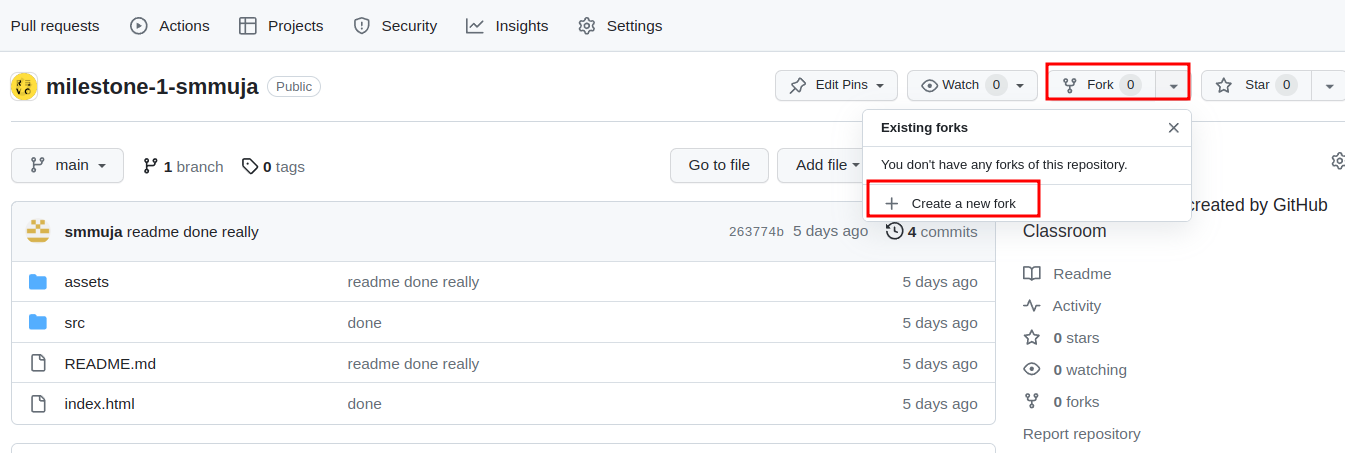 Pull requests Actions Projects Security Insights Settings
milestone-1-smmuja Public Edit Pins Watch 0 Fork 0 Star 0
Existing forks
You don't have any forks of this repository.
Create a new fork
main 1 branch 0 tags Go to file Add file
smmuja readme done really 263774b 5 days ago 4 commits
assets readme done really 5 days ago
src done 5 days ago
README.md readme done really 5 days ago
index.html done 5 days ago
created by GitHub
Classroom
Readme
Activity
0 stars
0 watching
0 forks
Report repository